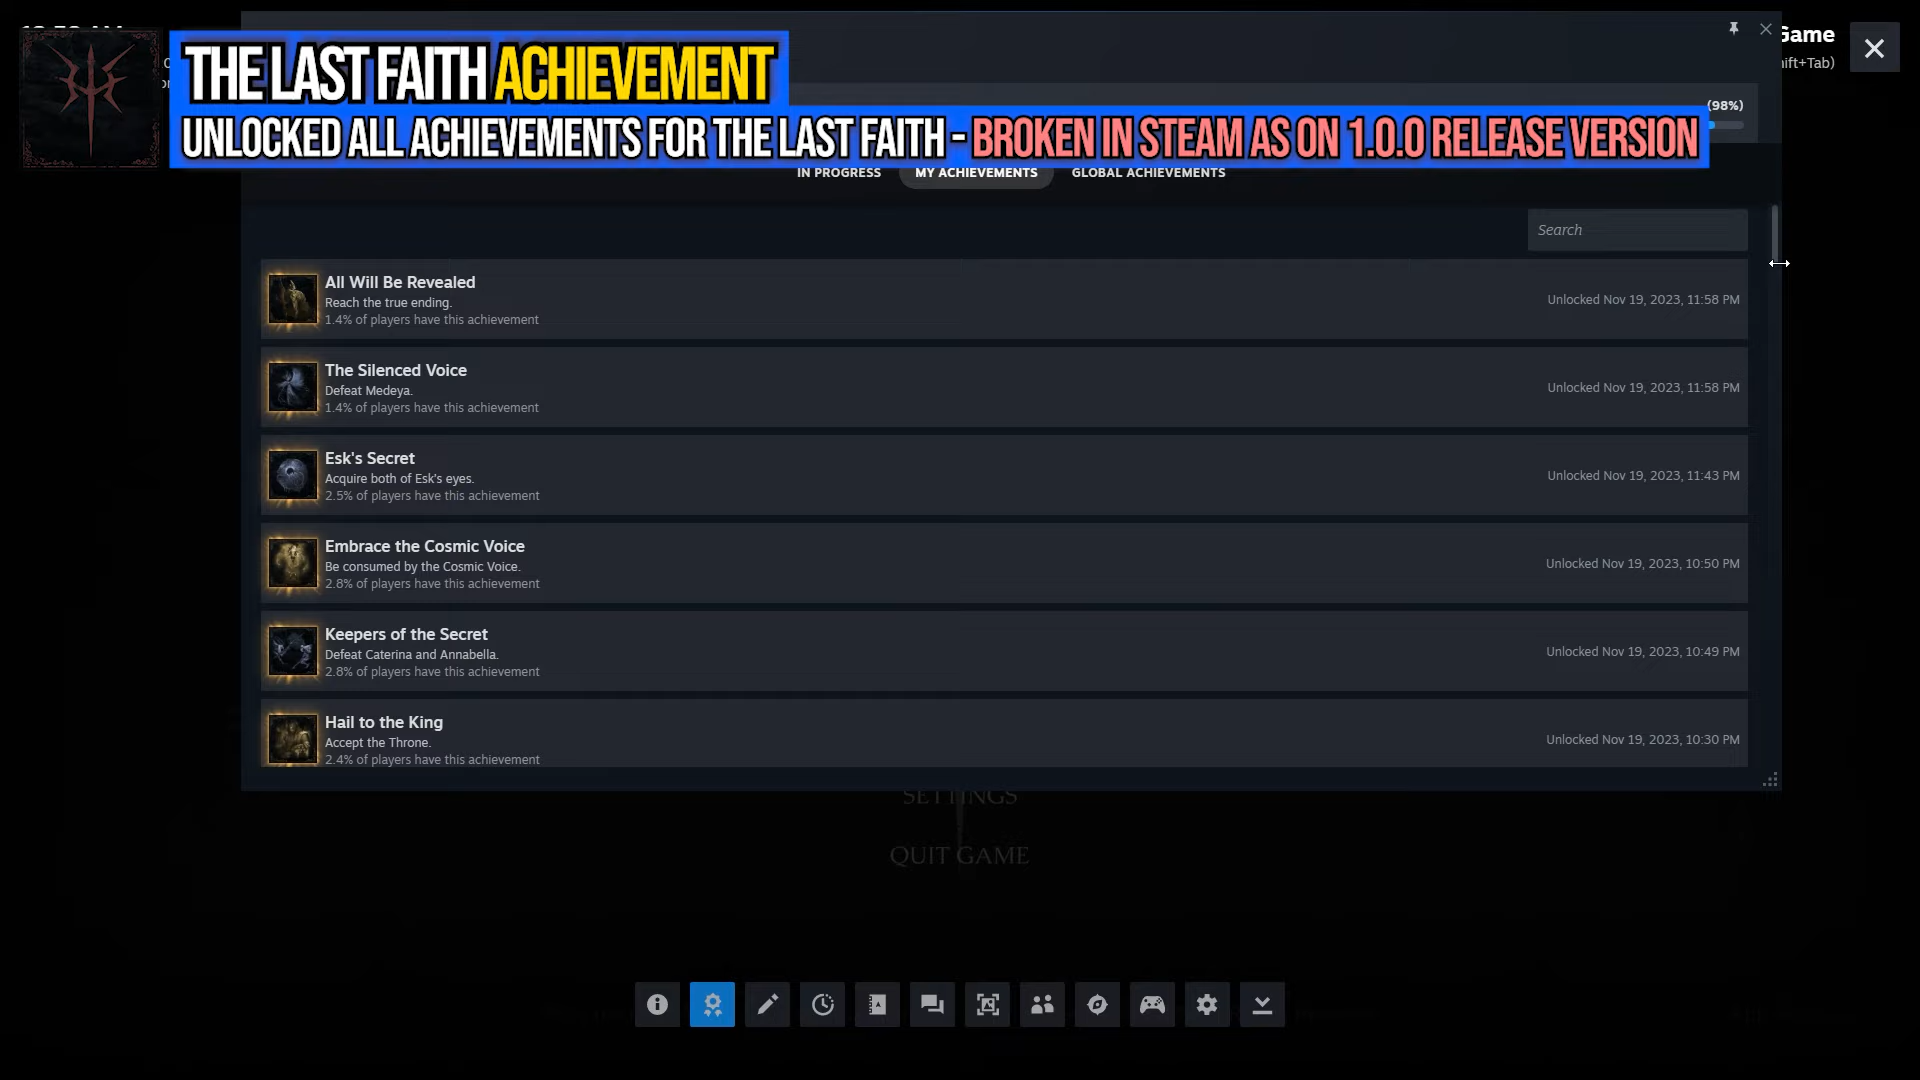 THE LAST FAITH ACHIEVEMENT
UNLOCKED ALL ACHIEVEMENTS FOR THE LAST FAITH - BROKEN IN STEAM AS ON 1.0.0 RELEASE VERSION
Game
(98%)
IN PROGRESS MY ACHIEVEMENTS GLOBAL ACHIEVEMENTS
Search
All Will Be Revealed
Reach the true ending.
1.4% of players have this achievement
Unlocked Nov 19, 2023, 11:58 PM
The Silenced Voice
Defeat Medeya.
1.4% of players have this achievement
Unlocked Nov 19, 2023, 11:58 PM
Esk's Secret
Acquire both of Esk's eyes.
2.5% of players have this achievement
Unlocked Nov 19, 2023, 11:43 PM
Embrace the Cosmic Voice
Be consumed by the Cosmic Voice.
2.8% of players have this achievement
Unlocked Nov 19, 2023, 10:50 PM
Keepers of the Secret
Defeat Caterina and Annabella.
2.8% of players have this achievement
Unlocked Nov 19, 2023, 10:49 PM
Hail to the King
Accept the Throne.
2.4% of players have this achievement
Unlocked Nov 19, 2023, 10:30 PM
SETTINGS
QUIT GAME